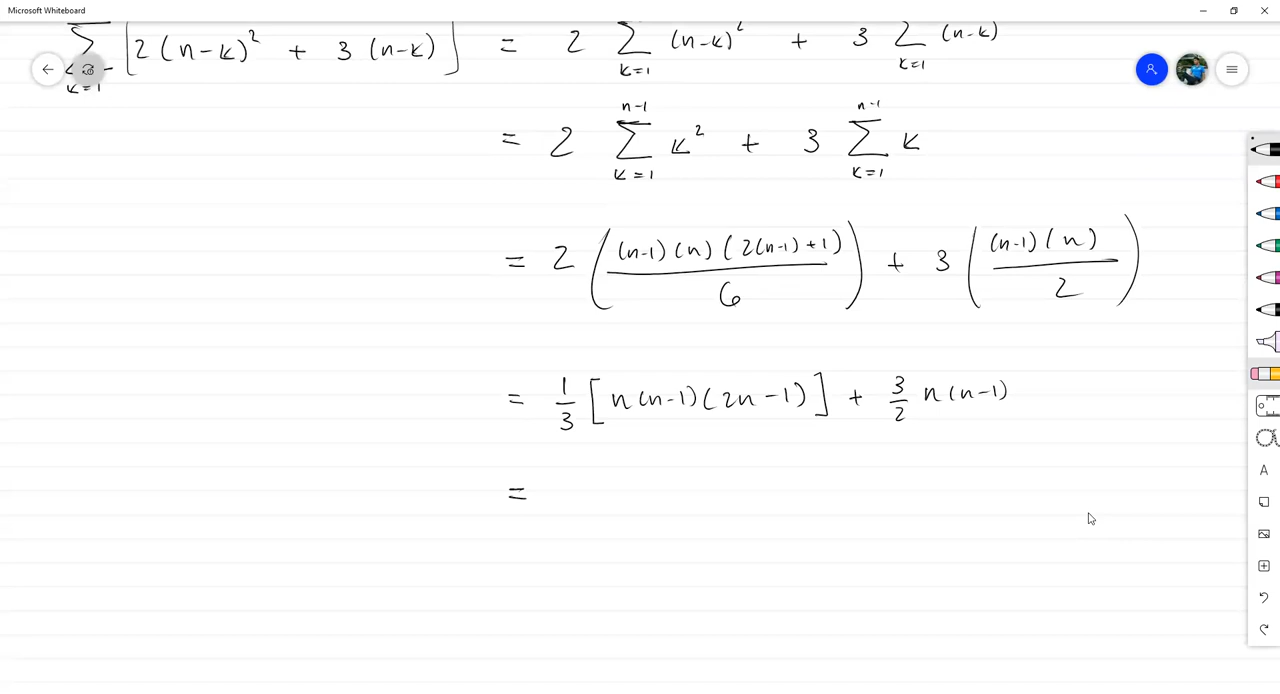 Microsoft Whiteboard
∑ k=1 [2(n-k)² + 3(n-k)] = 2 ∑ k=1 (n-k)² + 3 ∑ k=1 (n-k)
= 2 ∑ k=1 n-1 k² + 3 ∑ k=1 n-1 k
= 2 ((n-1)(n)(2(n-1)+1) / 6) + 3 ((n-1)(n) / 2)
= 1/3 [n(n-1)(2n-1)] + 3/2 n(n-1)
=
A